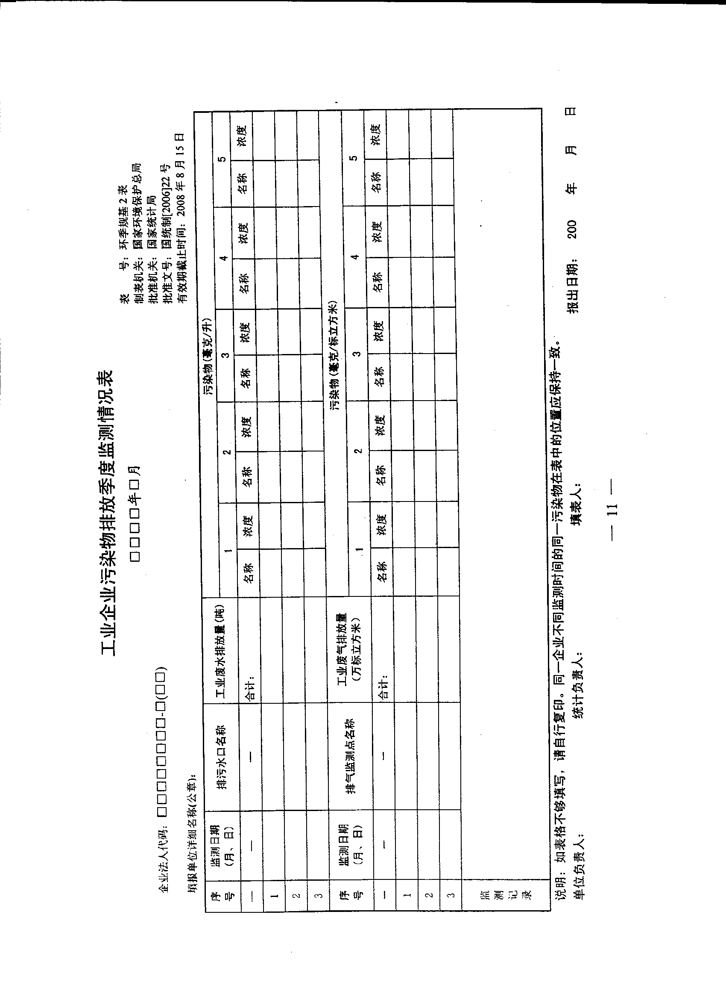 工业企业污染物排放季度监测情况表
□□□□年□月
表　号：环季规基2表
制表机关：国家环境保护总局
批准机关：国家统计局
批准文号：国统制[2006]22号
有效期截止时间：2008年8月15日
企业法人代码：□□□□□□□□-□(□□)
填报单位详细名称(公章)：
序号 监测日期(月、日) 排污水口名称 工业废水排放量(吨) 污染物(毫克/升)
1 2 3 4 5
名称 浓度 名称 浓度 名称 浓度 名称 浓度 名称 浓度
— — — 合计：
1
2
3
序号 监测日期(月、日) 排气监测点名称 工业废气排放量(万标立方米) 污染物(毫克/标立方米)
1 2 3 4 5
名称 浓度 名称 浓度 名称 浓度 名称 浓度 名称 浓度
— — — 合计：
1
2
3
监测记录
说明：如表格不够填写，请自行复印。同一企业不同监测时间的同一污染物在表中的位置应保持一致。
单位负责人： 统计负责人： 填表人： 报出日期： 200 年 月 日
— 11 —